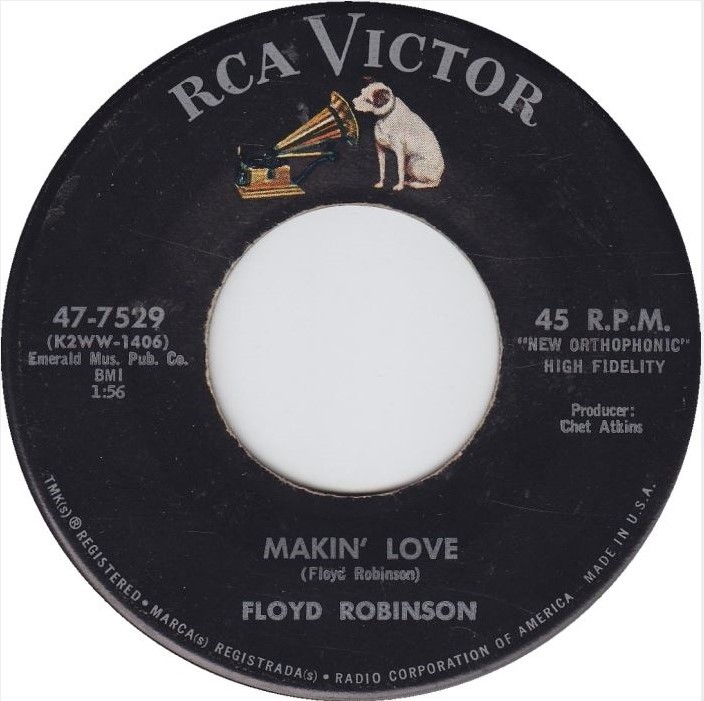 RCA VICTOR
47-7529
(K2WW-1406)
Emerald Mus. Pub. Co.
BMI
1:56
45 R.P.M.
"NEW ORTHOPHONIC"
HIGH FIDELITY
Producer:
Chet Atkins
MAKIN' LOVE
(Floyd Robinson)
FLOYD ROBINSON
TMK(s) ® REGISTERED • MARCA(s) REGISTRADA(s) • RADIO CORPORATION OF AMERICA MADE IN U.S.A.